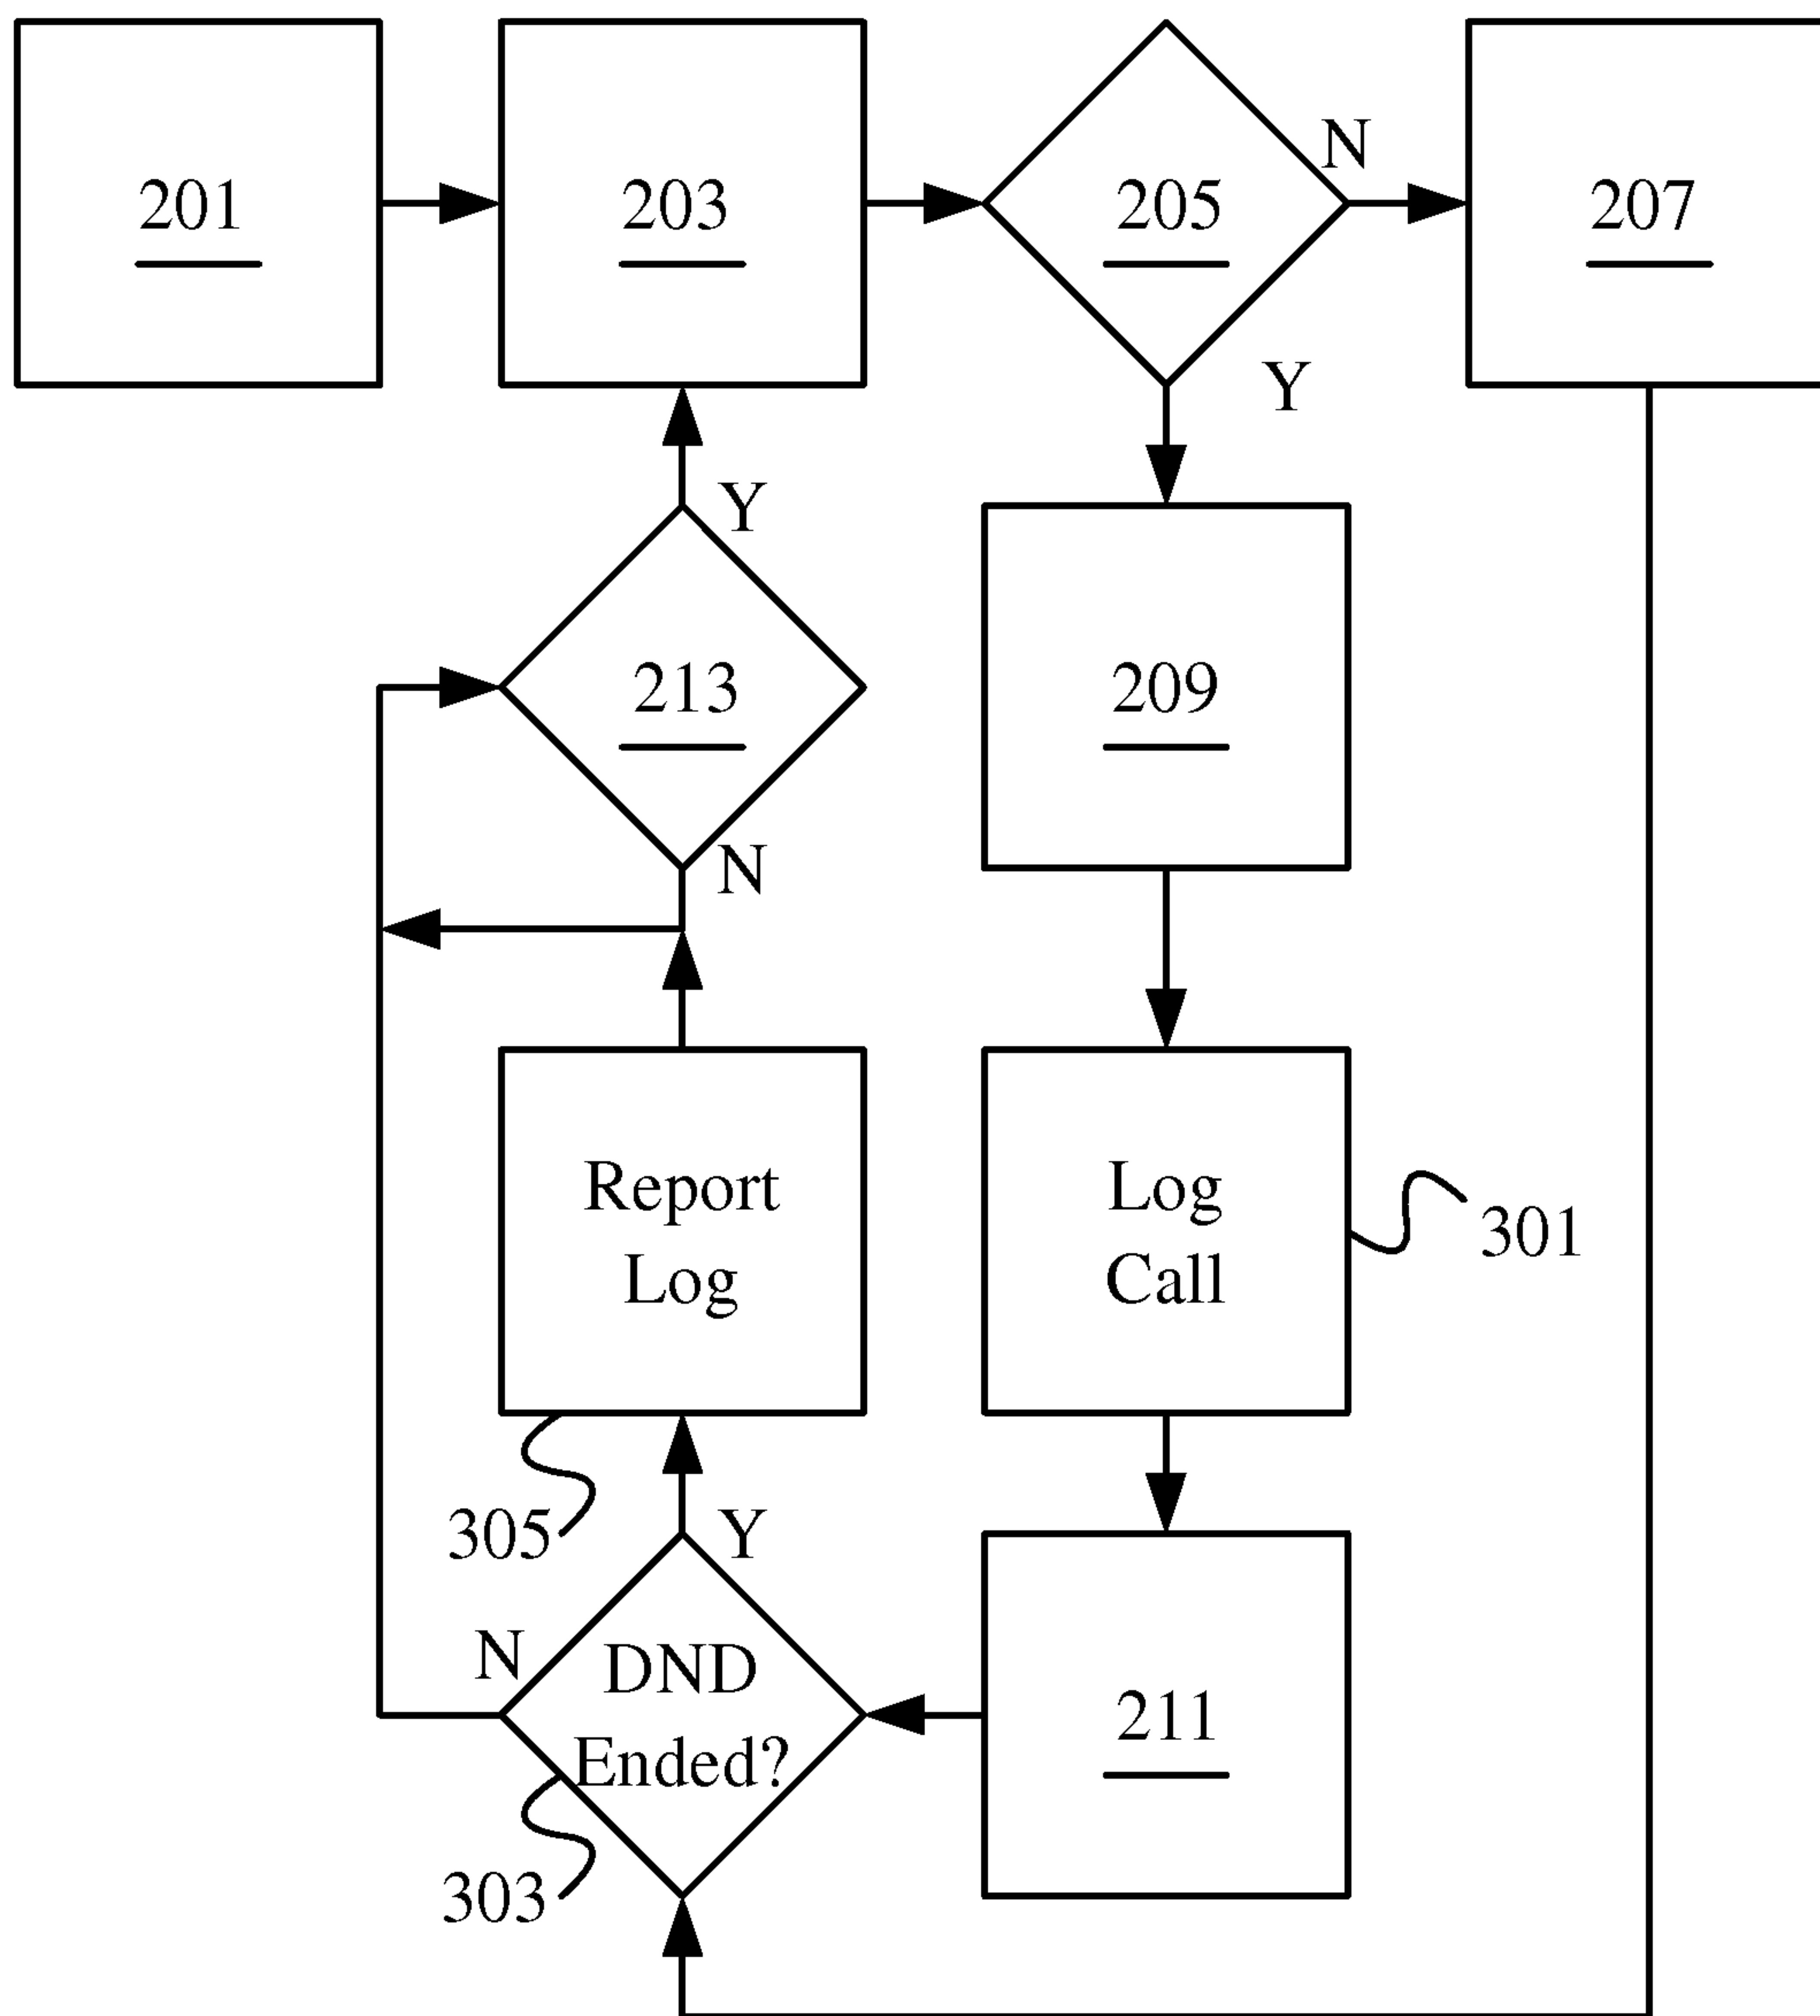 201
203
205
N
207
Y
Y
213
209
N
Report
Log
Log
Call
301
305
Y
N
DND
Ended?
211
303